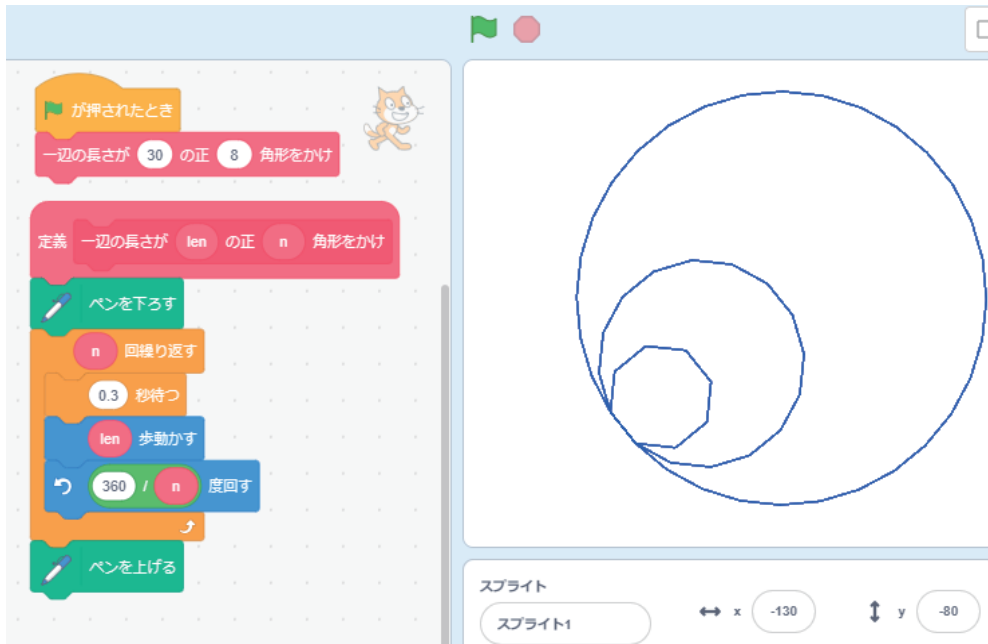 が押されたとき
一辺の長さが 30 の正 8 角形をかけ
定義 一辺の長さが len の正 n 角形をかけ
ペンを下ろす
n 回繰り返す
0.3 秒待つ
len 歩動かす
360 / n 度回す
ペンを上げる
スプライト
スプライト1 x -130 y -80